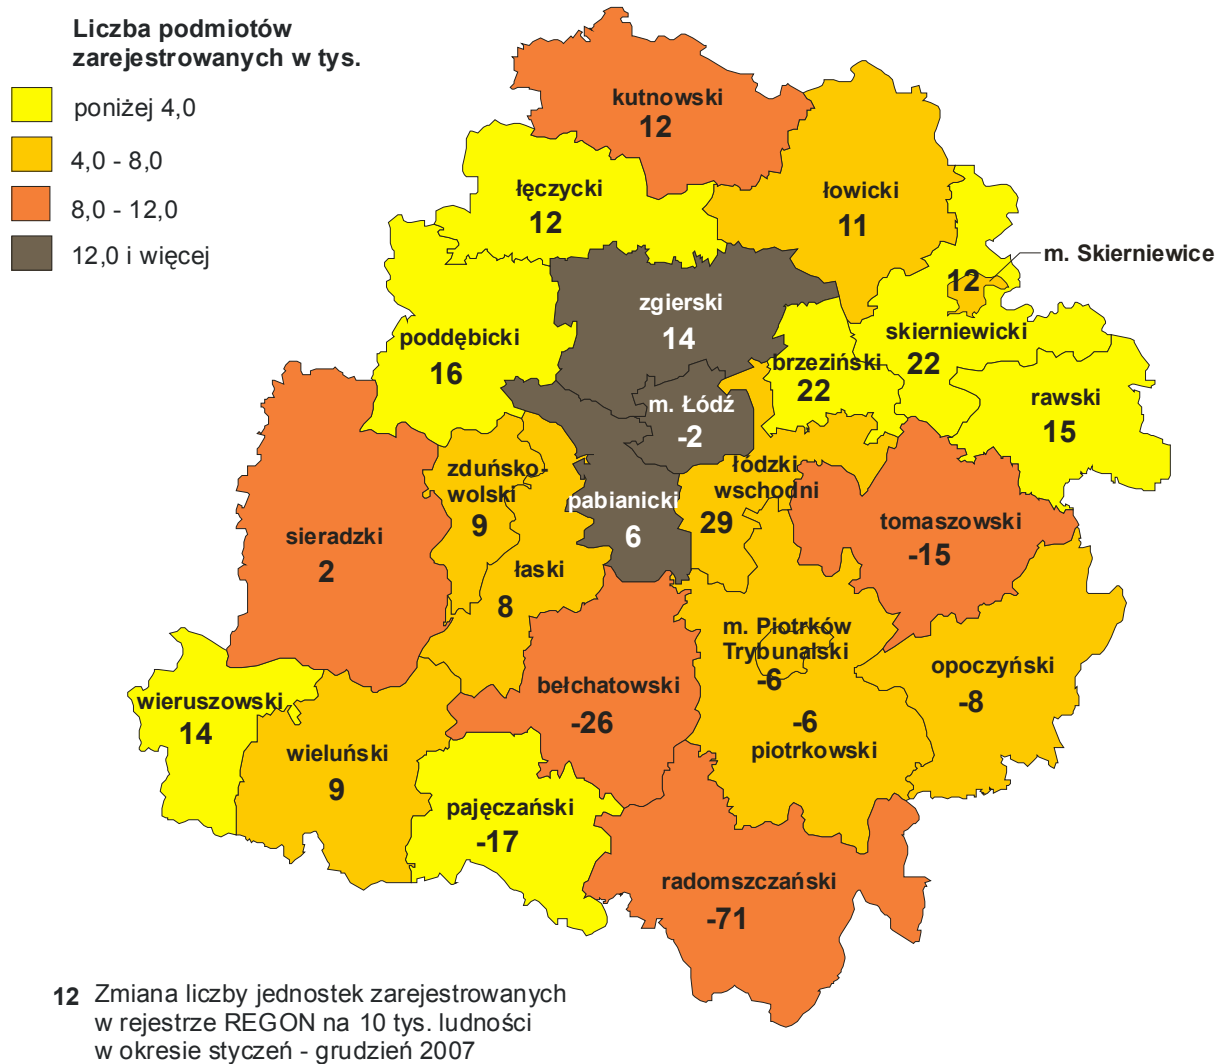 Liczba podmiotów
zarejestrowanych w tys.
poniżej 4,0
4,0 - 8,0
8,0 - 12,0
12,0 i więcej
kutnowski
12
łęczycki
12
łowicki
11
m. Skierniewice
12
zgierski
14
skierniewicki
22
poddębicki
16
brzeziński
22
rawski
15
m. Łódź
-2
zduńsko-
wolski
9
łódzki
wschodni
29
pabianicki
6
sieradzki
2
tomaszowski
-15
łaski
8
m. Piotrków
Trybunalski
-6
opoczyński
-8
wieruszowski
14
bełchatowski
-26
-6
piotrkowski
wieluński
9
pajęczański
-17
radomszczański
-71
12 Zmiana liczby jednostek zarejestrowanych
w rejestrze REGON na 10 tys. ludności
w okresie styczeń - grudzień 2007